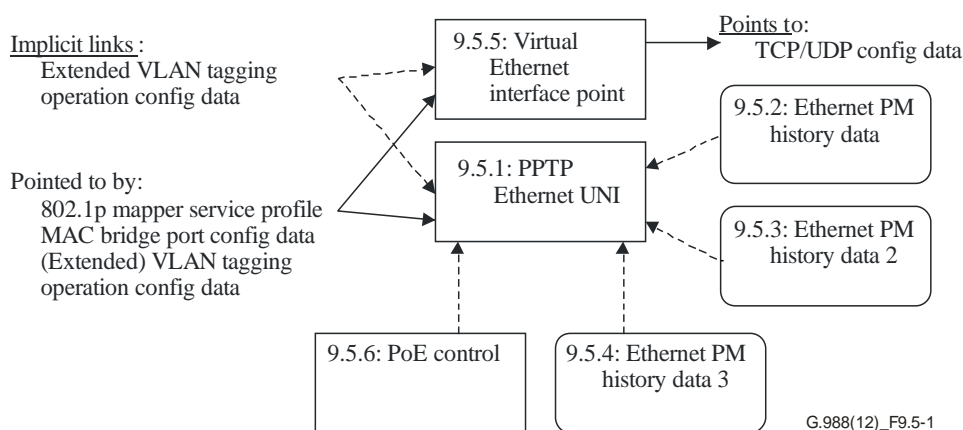 Implicit links :
Extended VLAN tagging
operation config data
Pointed to by:
802.1p mapper service profile
MAC bridge port config data
(Extended) VLAN tagging
operation config data
9.5.5: Virtual
Ethernet
interface point
Points to:
TCP/UDP config data
9.5.1: PPTP
Ethernet UNI
9.5.2: Ethernet PM
history data
9.5.3: Ethernet PM
history data 2
9.5.6: PoE control
9.5.4: Ethernet PM
history data 3
G.988(12)_F9.5-1